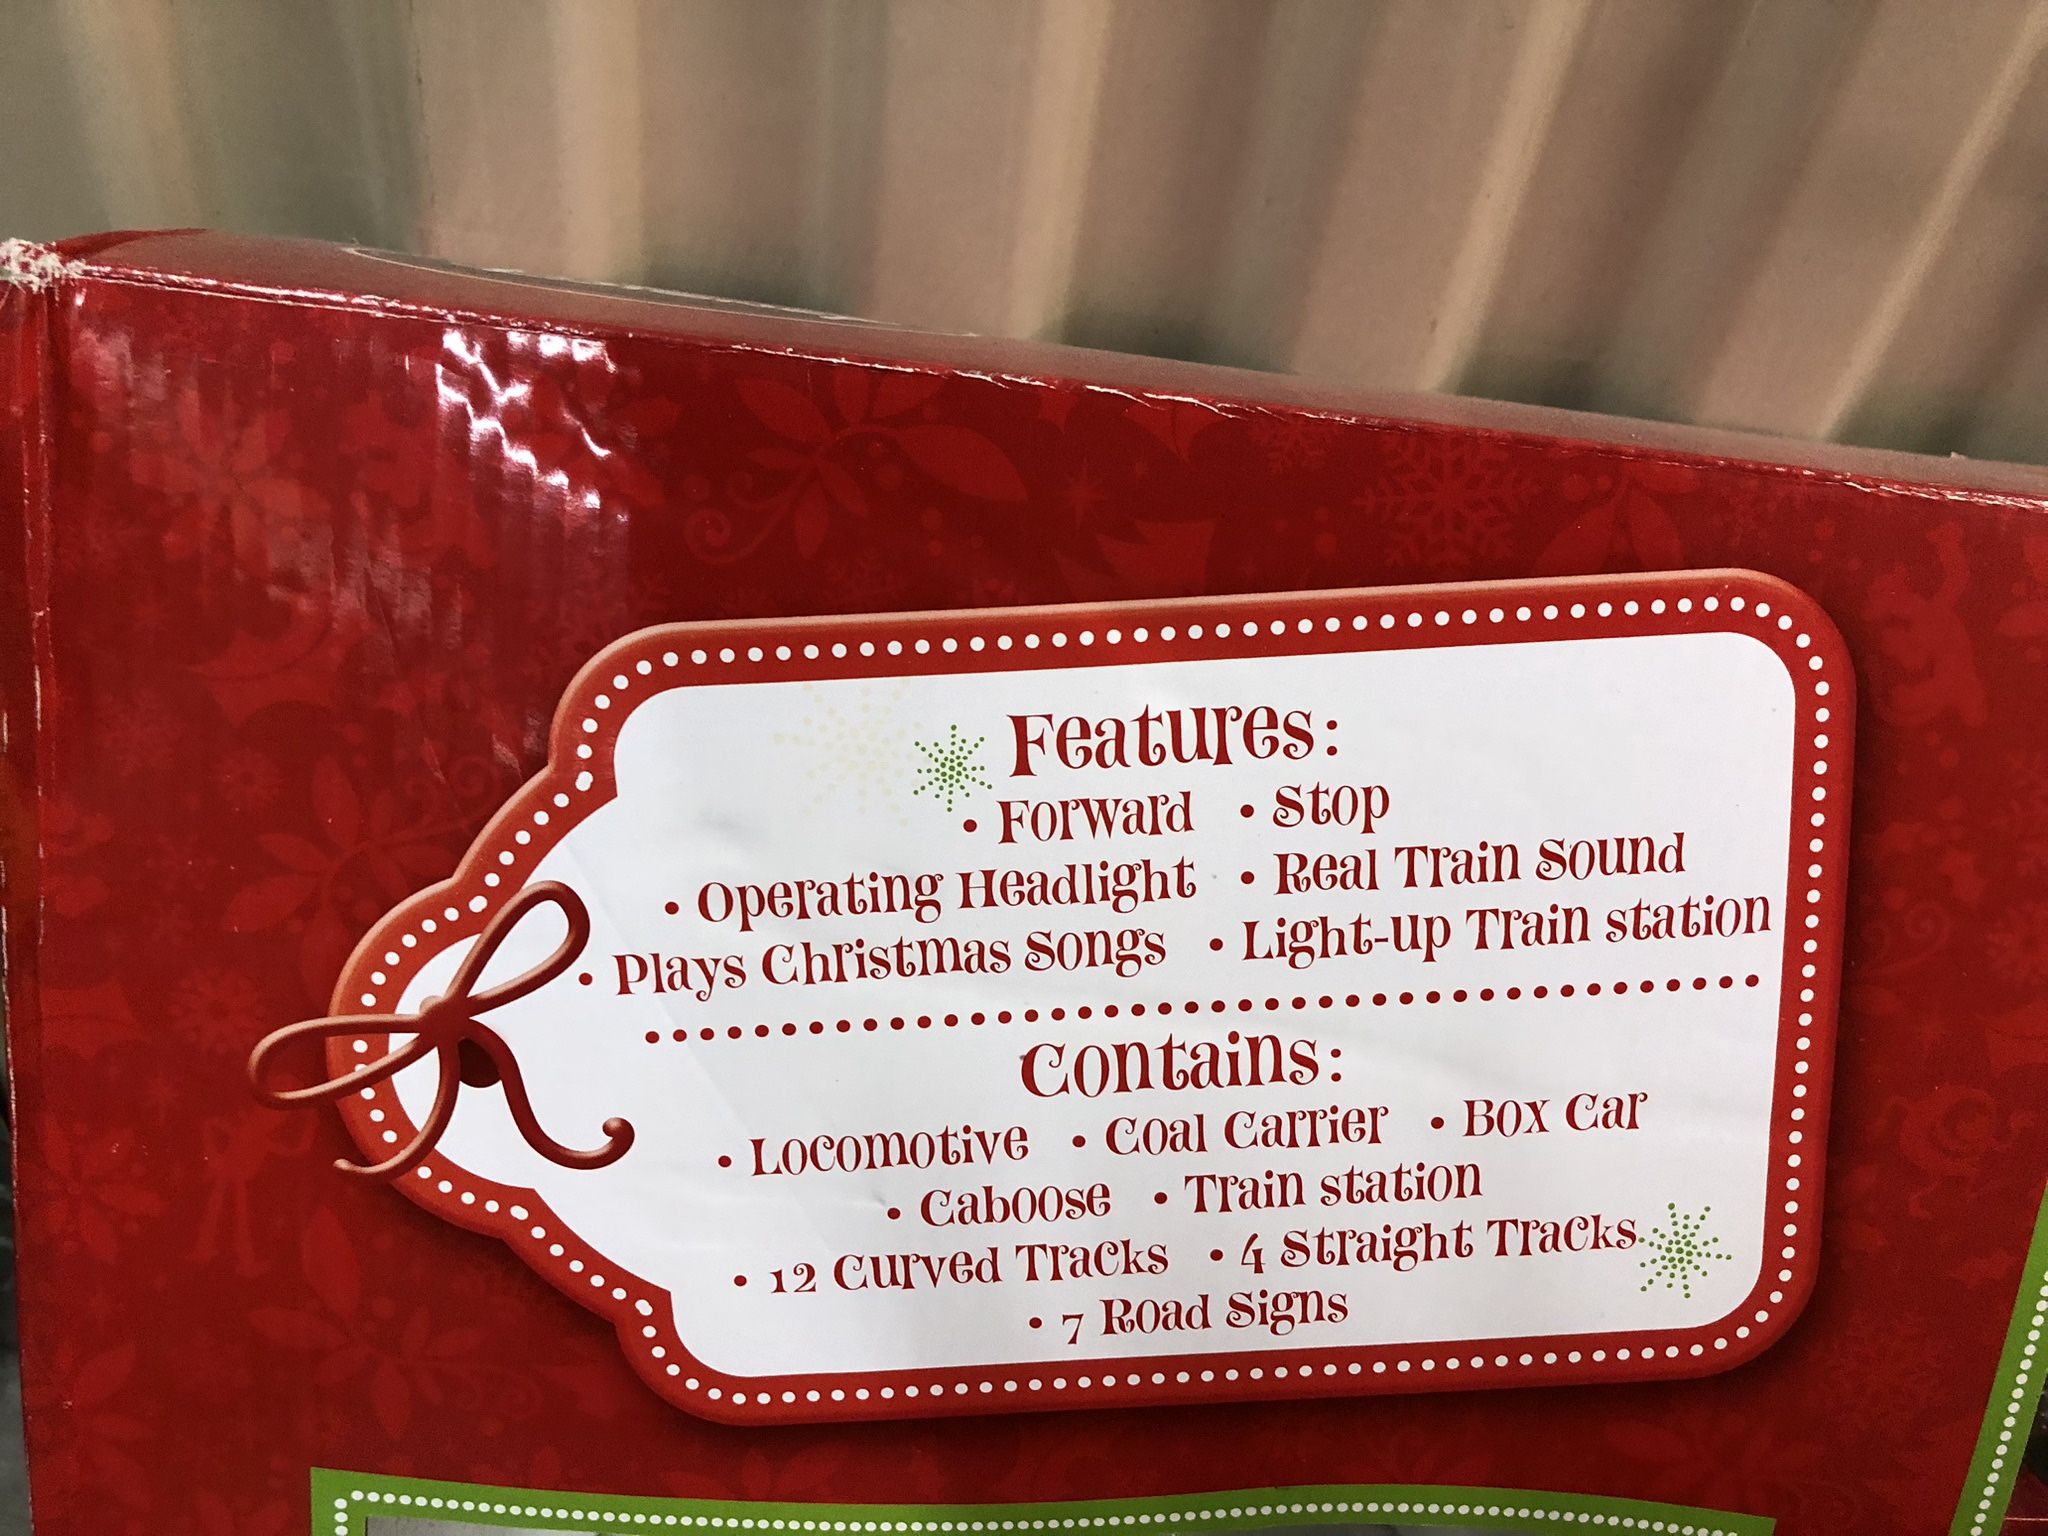 Features:
• Forward • Stop
• Operating Headlight • Real Train Sound
• Plays Christmas Songs • Light-up Train station
Contains:
• Locomotive • Coal Carrier • Box Car
• Caboose • Train station
• 12 Curved Tracks • 4 Straight Tracks
• 7 Road Signs